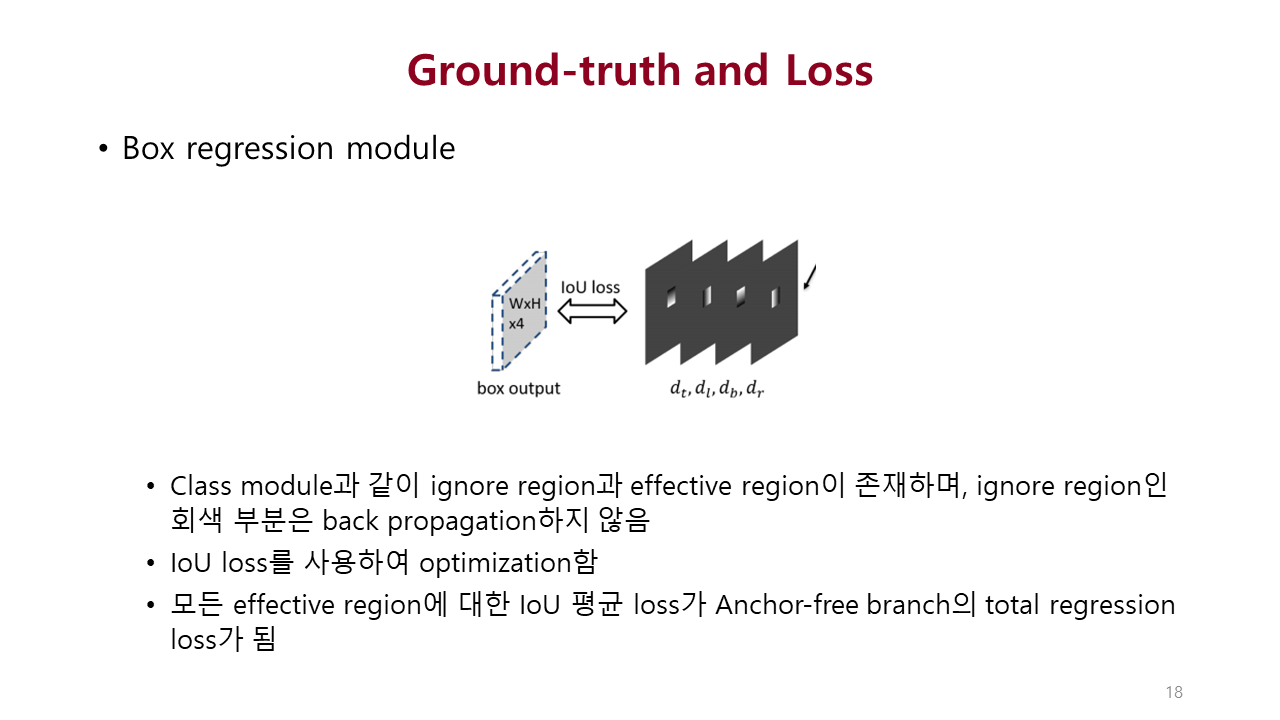 Ground-truth and Loss
• Box regression module
IoU loss
WxH
x4
box output
d_t, d_l, d_b, d_r
• Class module과 같이 ignore region과 effective region이 존재하며, ignore region인
회색 부분은 back propagation하지 않음
• IoU loss를 사용하여 optimization함
• 모든 effective region에 대한 IoU 평균 loss가 Anchor-free branch의 total regression
loss가 됨
18